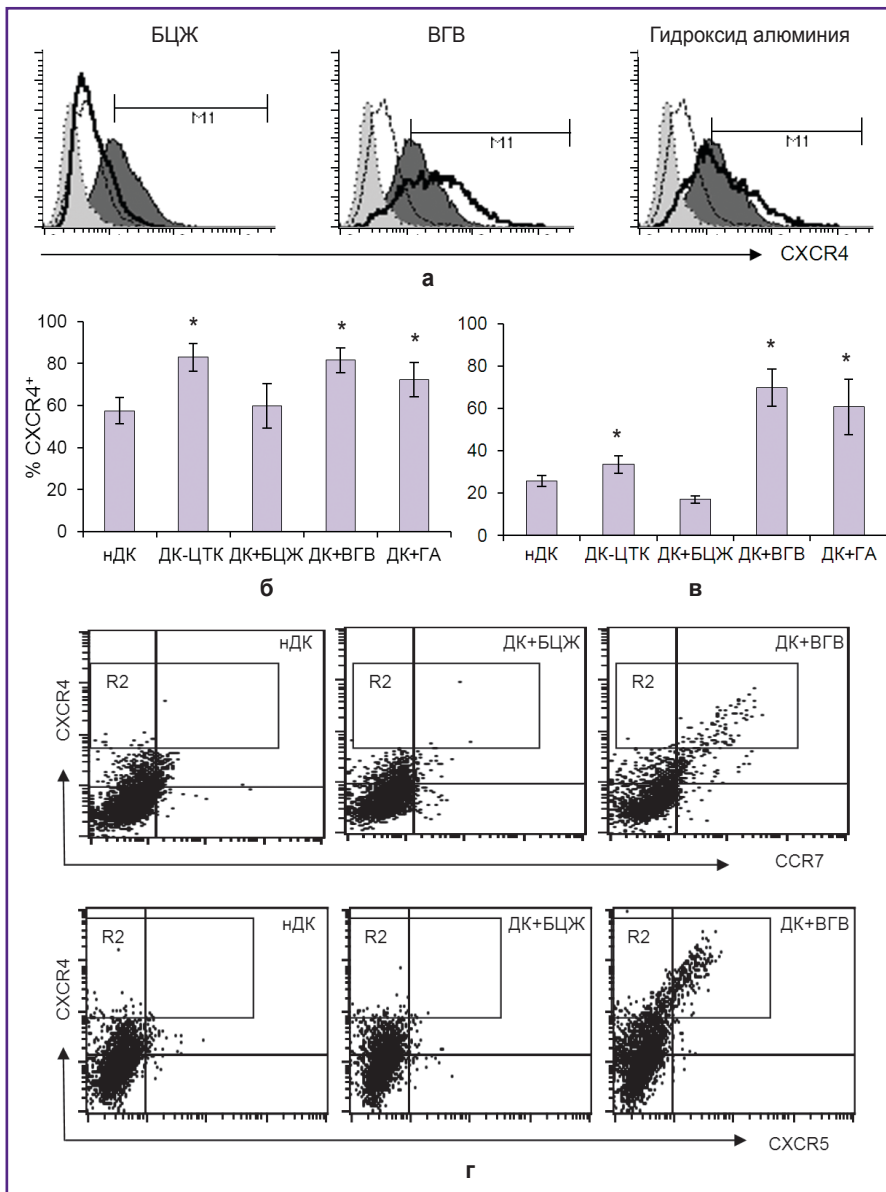 БЦЖ ВГВ Гидроксид алюминия
M1 M1 M1
CXCR4
а
100
80
60
40
20
0
% CXCR4⁺
* * *
нДК ДК-ЦТК ДК+БЦЖ ДК+ВГВ ДК+ГА
б
100
80
60
40
20
0
* * *
нДК ДК-ЦТК ДК+БЦЖ ДК+ВГВ ДК+ГА
в
нДК ДК+БЦЖ ДК+ВГВ
R2 R2 R2
CXCR4
CCR7
нДК ДК+БЦЖ ДК+ВГВ
R2 R2 R2
CXCR4
CXCR5
г